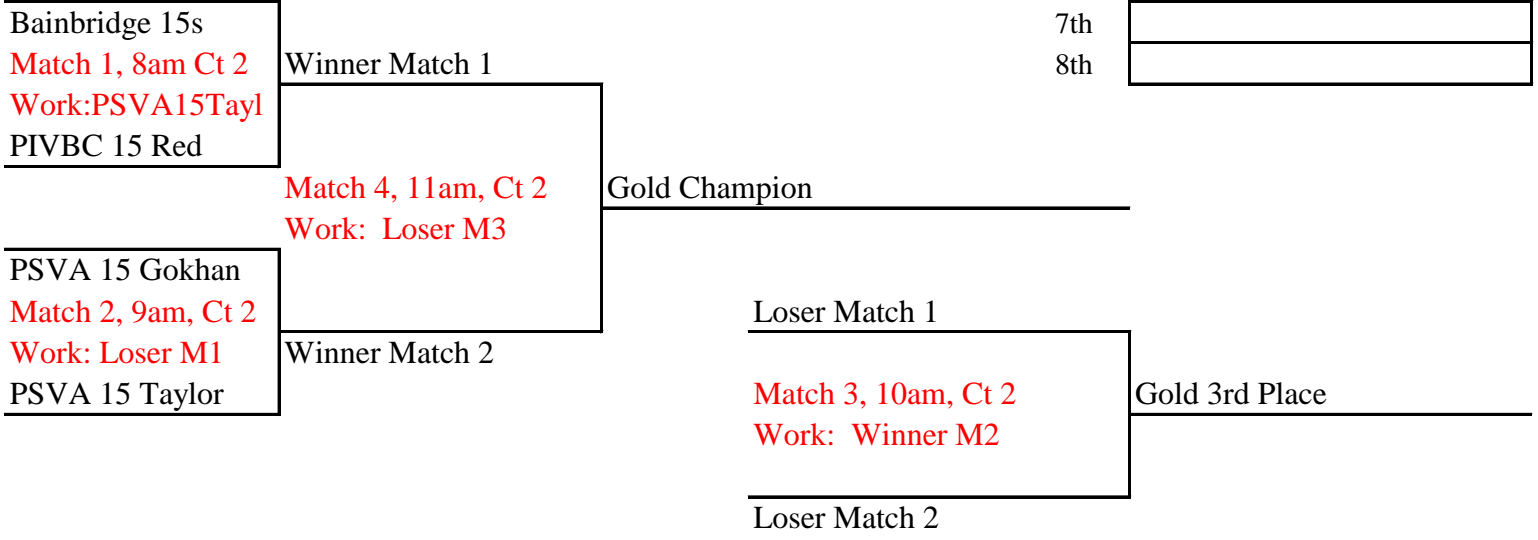 Bainbridge 15s
7th
Match 1, 8am Ct 2
Winner Match 1
8th
Work:PSVA15Tayl
PIVBC 15 Red
Match 4, 11am, Ct 2
Gold Champion
Work:  Loser M3
PSVA 15 Gokhan
Match 2, 9am, Ct 2
Loser Match 1
Work: Loser M1
Winner Match 2
PSVA 15 Taylor
Match 3, 10am, Ct 2
Gold 3rd Place
Work:  Winner M2
Loser Match 2